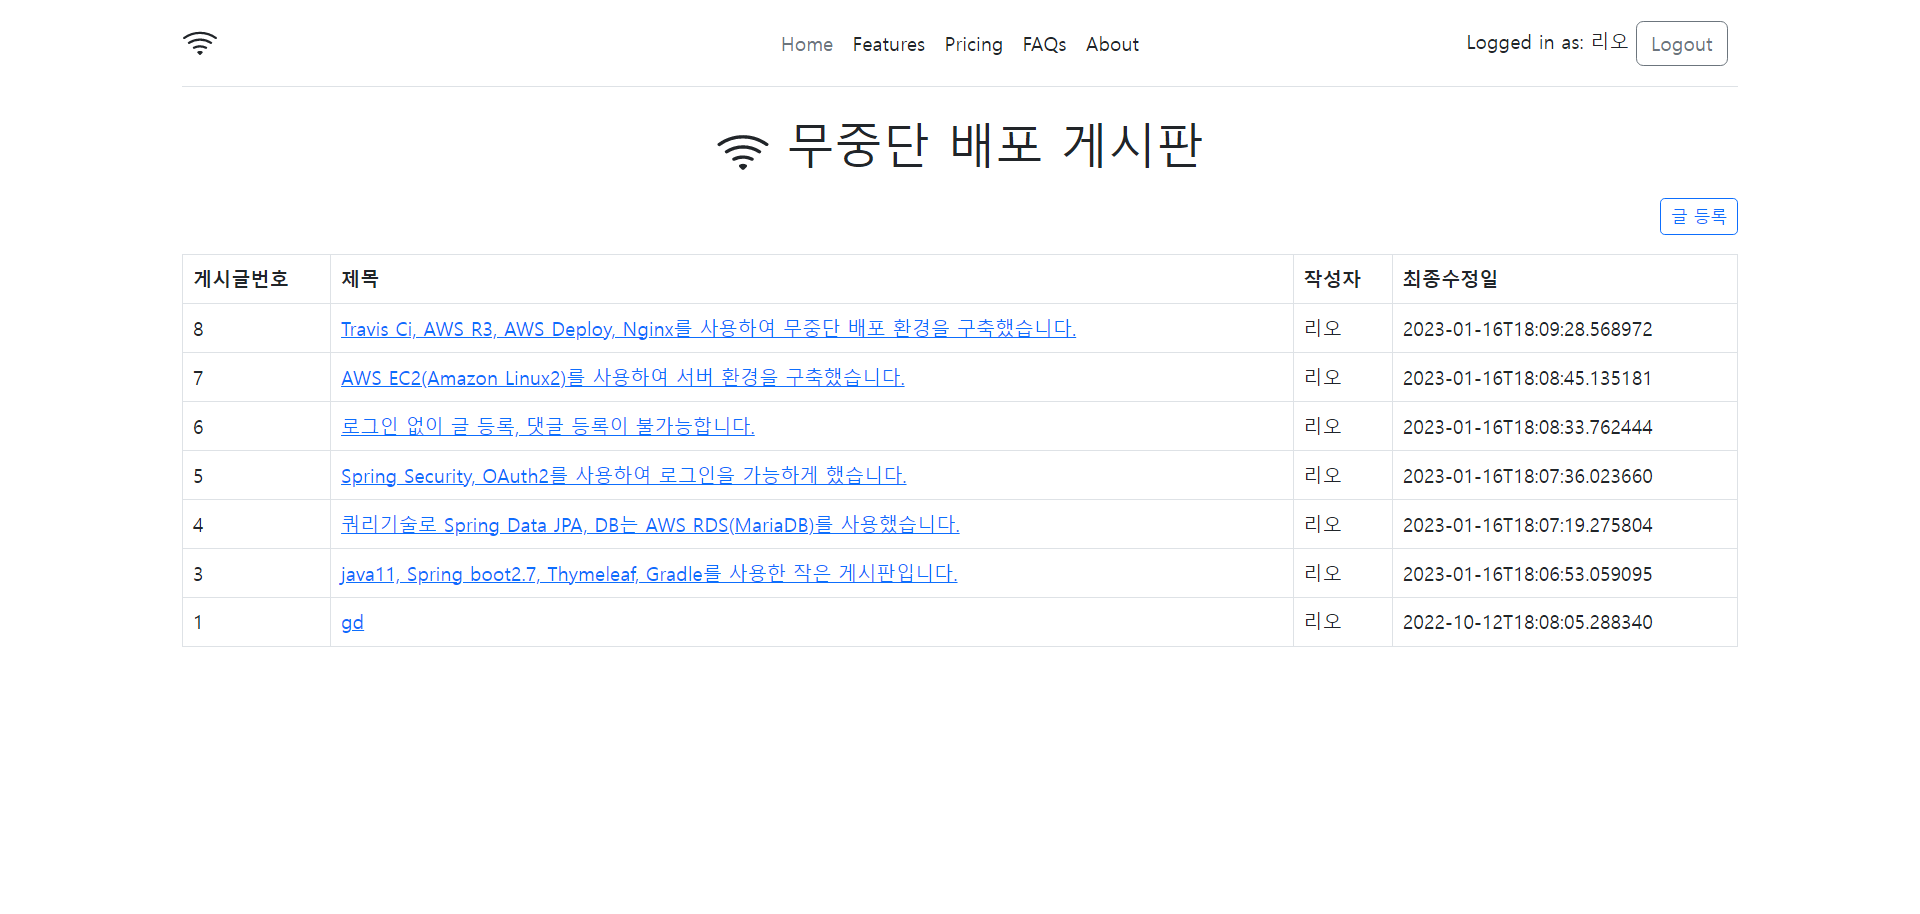 Home Features Pricing FAQs About Logged in as: 리오 Logout
무중단 배포 게시판
글 등록
게시글번호 제목 작성자 최종수정일
8 Travis Ci, AWS R3, AWS Deploy, Nginx를 사용하여 무중단 배포 환경을 구축했습니다. 리오 2023-01-16T18:09:28.568972
7 AWS EC2(Amazon Linux2)를 사용하여 서버 환경을 구축했습니다. 리오 2023-01-16T18:08:45.135181
6 로그인 없이 글 등록, 댓글 등록이 불가능합니다. 리오 2023-01-16T18:08:33.762444
5 Spring Security, OAuth2를 사용하여 로그인을 가능하게 했습니다. 리오 2023-01-16T18:07:36.023660
4 쿼리기술로 Spring Data JPA, DB는 AWS RDS(MariaDB)를 사용했습니다. 리오 2023-01-16T18:07:19.275804
3 java11, Spring boot2.7, Thymeleaf, Gradle를 사용한 작은 게시판입니다. 리오 2023-01-16T18:06:53.059095
1 gd 리오 2022-10-12T18:08:05.288340